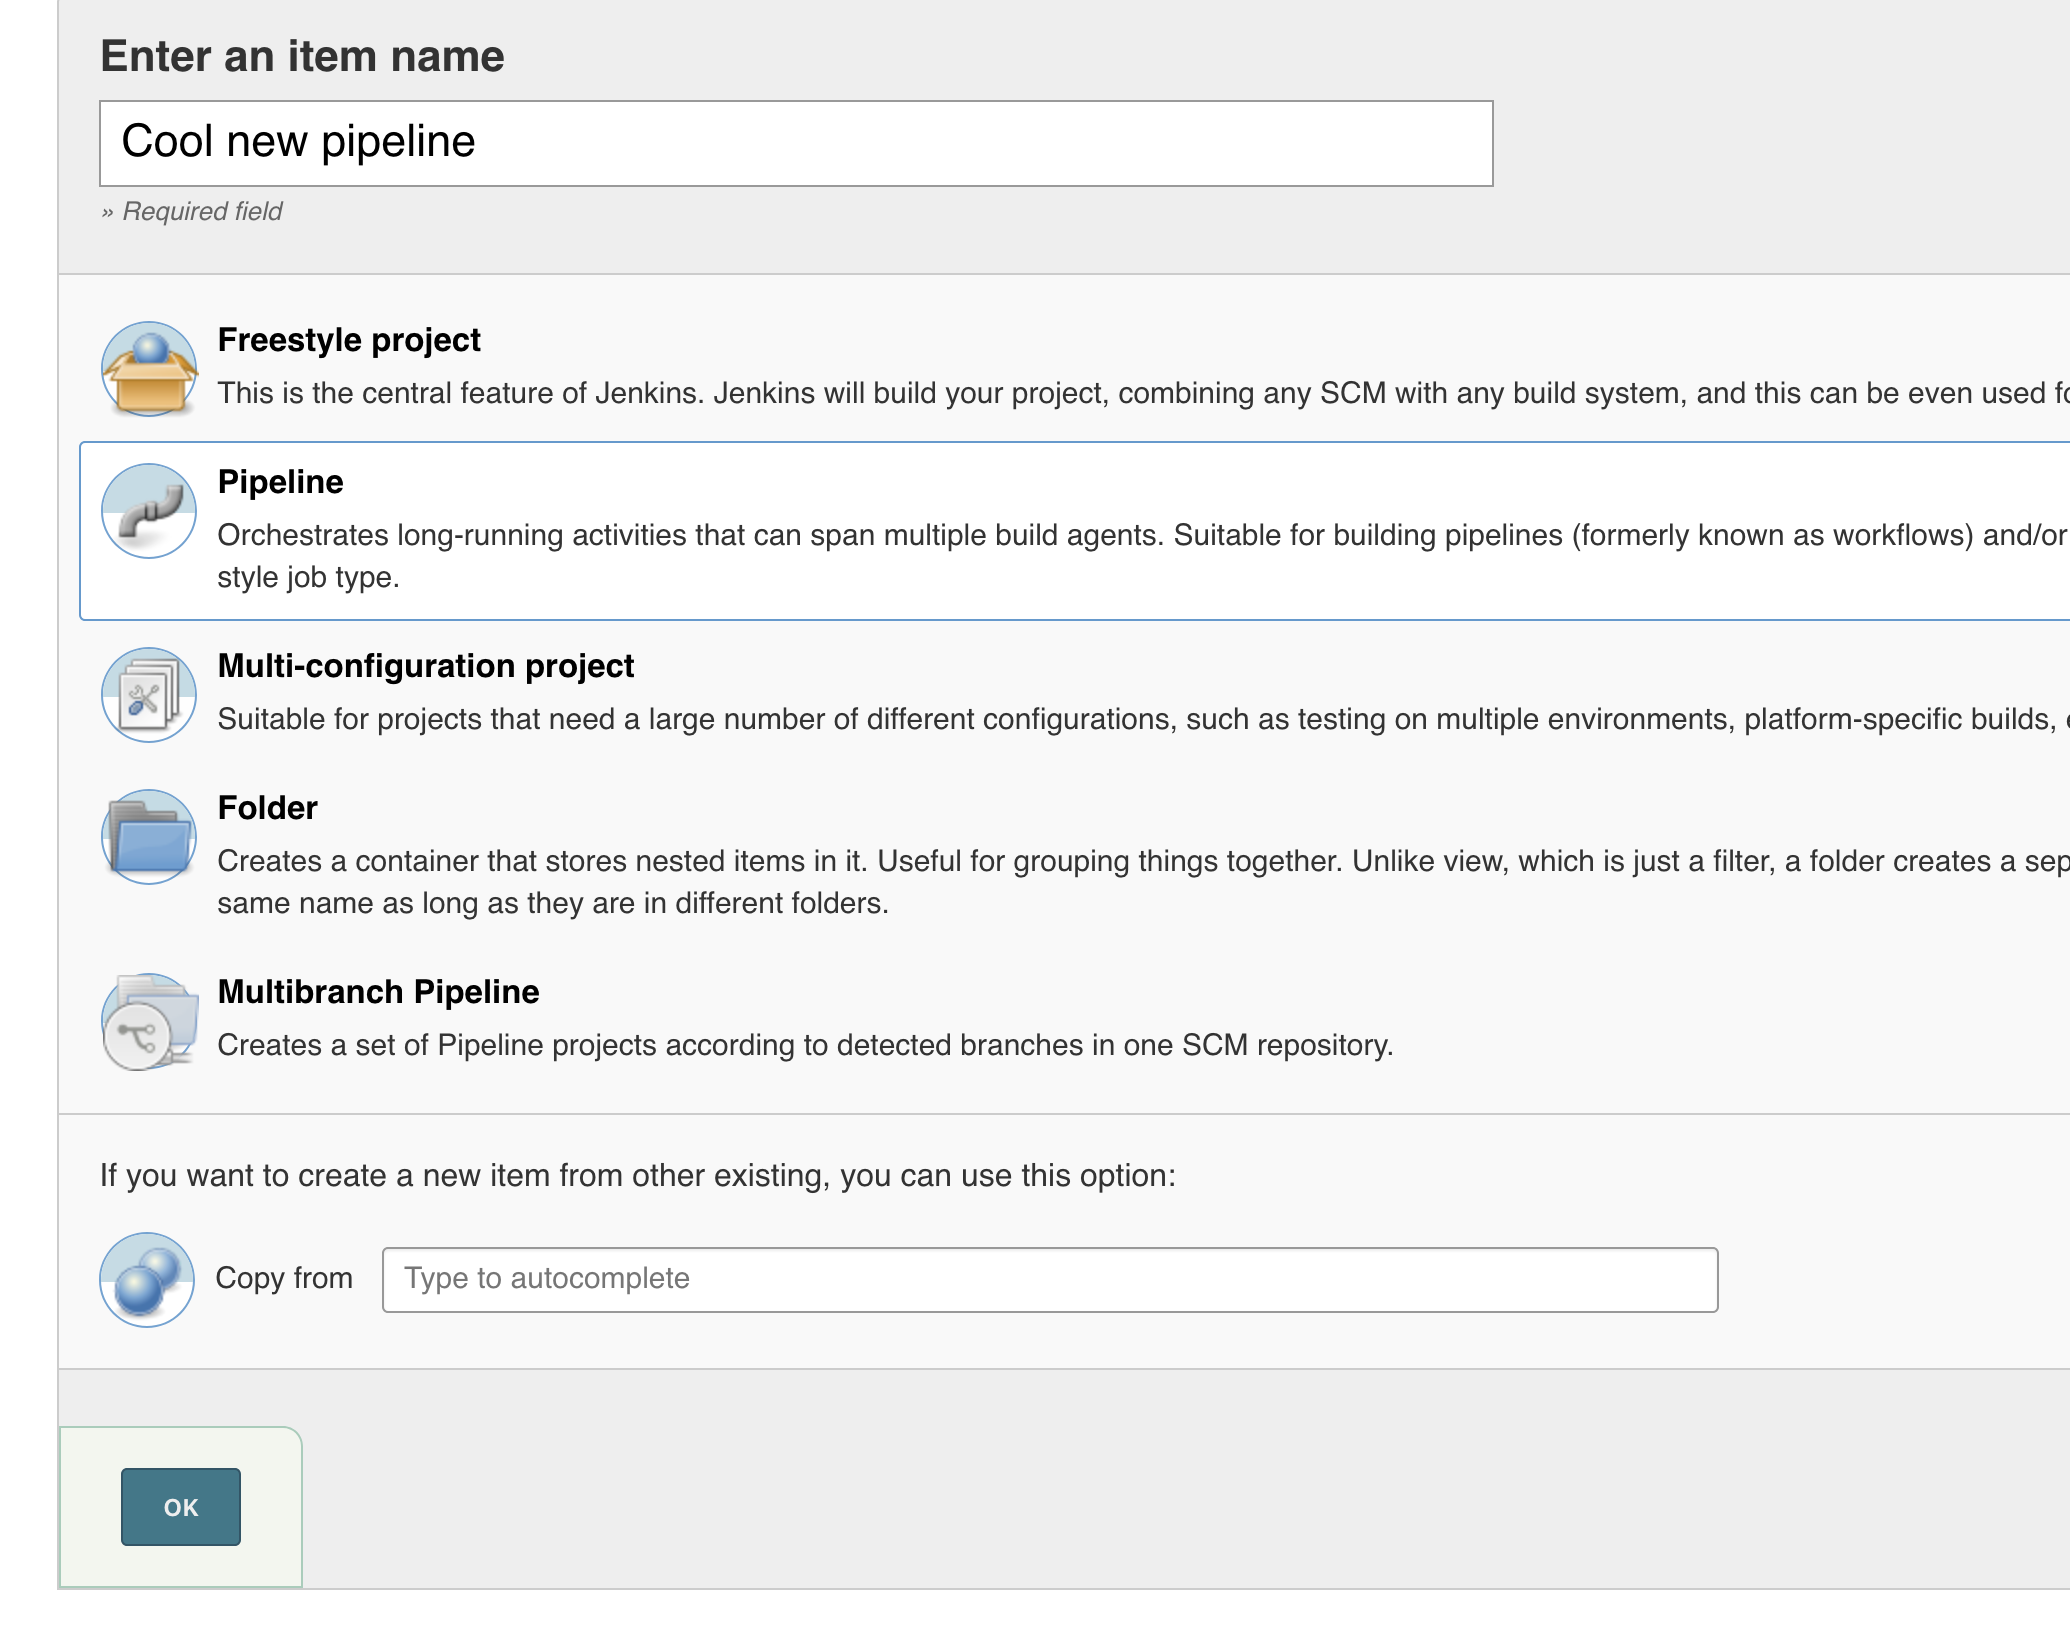 Enter an item name
Cool new pipeline
» Required field
Freestyle project
This is the central feature of Jenkins. Jenkins will build your project, combining any SCM with any build system, and this can be even used
Pipeline
Orchestrates long-running activities that can span multiple build agents. Suitable for building pipelines (formerly known as workflows) and/or
style job type.
Multi-configuration project
Suitable for projects that need a large number of different configurations, such as testing on multiple environments, platform-specific builds,
Folder
Creates a container that stores nested items in it. Useful for grouping things together. Unlike view, which is just a filter, a folder creates a
same name as long as they are in different folders.
Multibranch Pipeline
Creates a set of Pipeline projects according to detected branches in one SCM repository.
If you want to create a new item from other existing, you can use this option:
Copy from
Type to autocomplete
OK